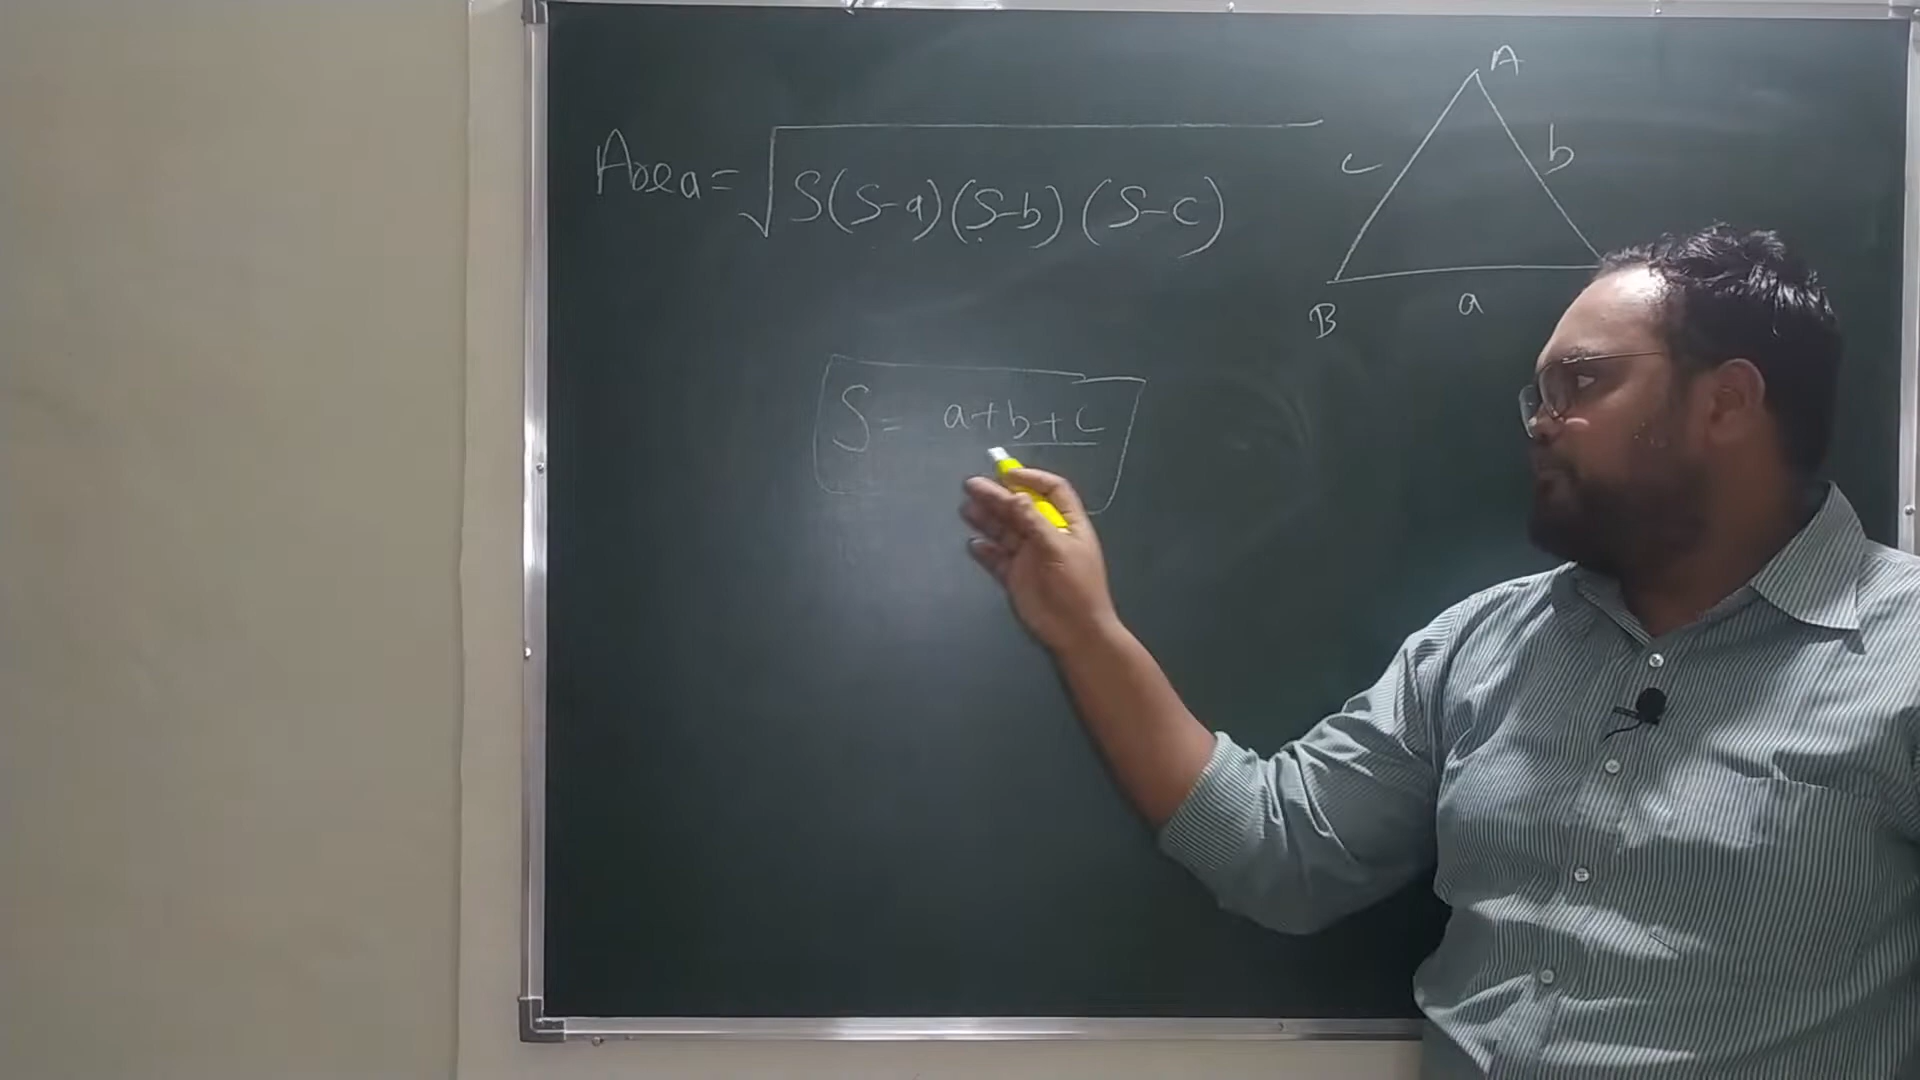 A
Area = √S(S-a)(S-b)(S-c)
c
b
B
a
S = a+b+c